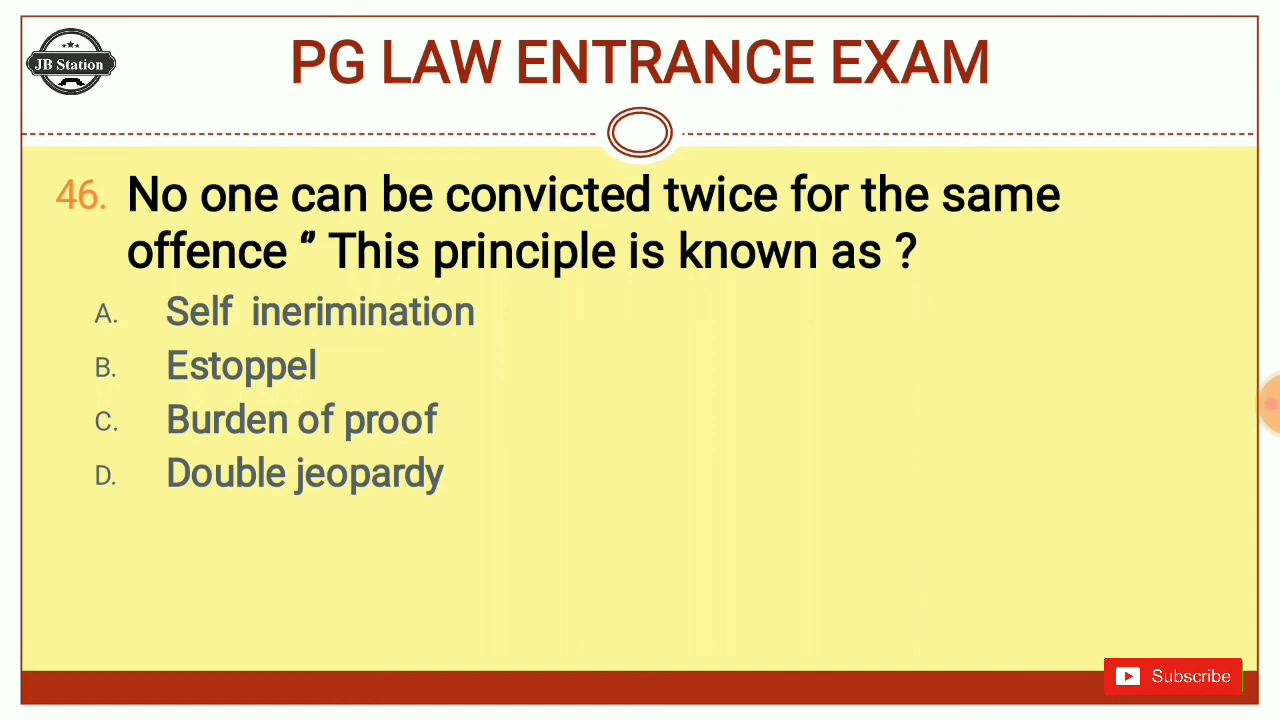 JB Station
PG LAW ENTRANCE EXAM
46. No one can be convicted twice for the same
offence “ This principle is known as ?
A. Self inerimination
B. Estoppel
C. Burden of proof
D. Double jeopardy
Subscribe